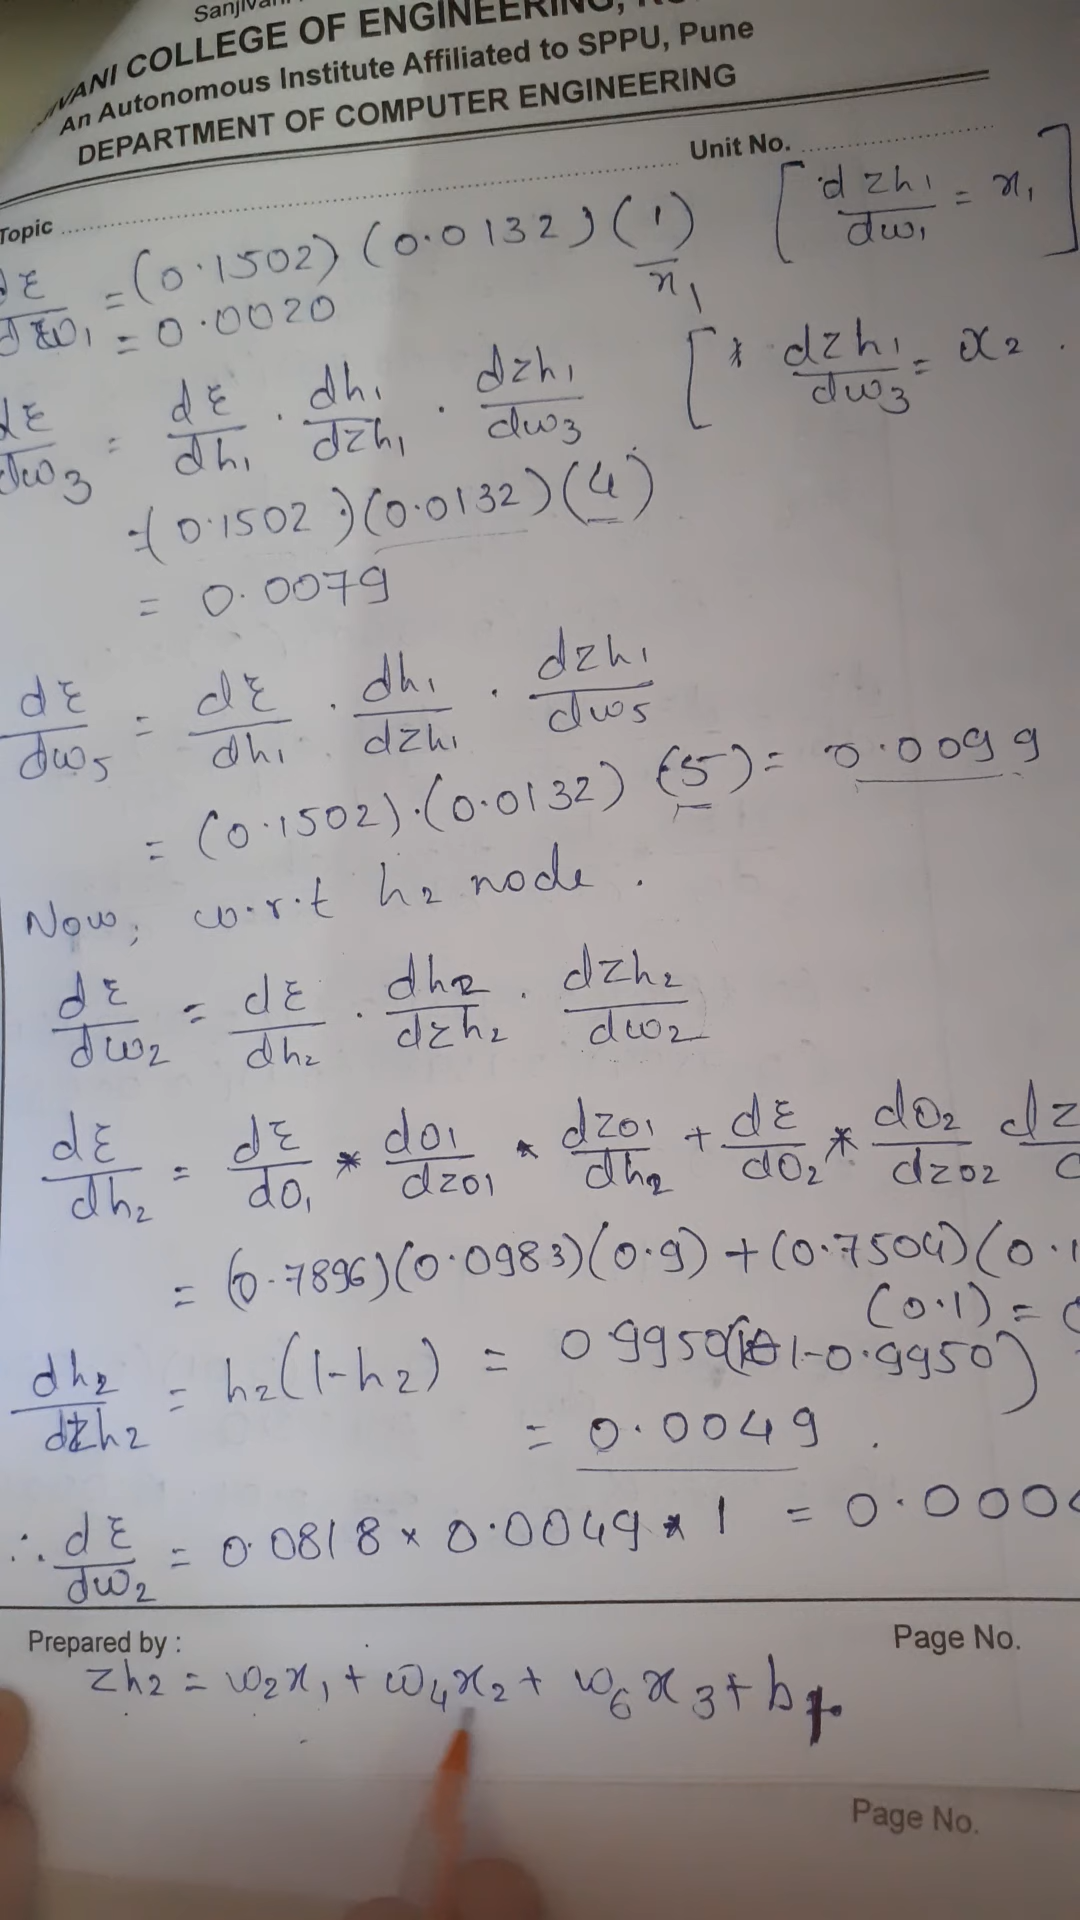 Sanjivani
VANI COLLEGE OF ENGINEERING,
An Autonomous Institute Affiliated to SPPU, Pune
DEPARTMENT OF COMPUTER ENGINEERING
Unit No.
Topic
dE/dw₁ = (0.1502) (0.0132) (1)/x₁ [dzh₁/dw₁ = x₁]
= 0.0020
dE/dw₃ = dE/dh₁ · dh₁/dzh₁ · dzh₁/dw₃ [* dzh₁/dw₃ = x₂
= (0.1502) (0.0132) (4)
= 0.0079
dE/dw₅ = dE/dh₁ · dh₁/dzh₁ · dzh₁/dw₅
= (0.1502).(0.0132) (5) = 0.0099
Now, w.r.t h₂ node.
dE/dw₂ = dE/dh₂ · dh₂/dzh₂ · dzh₂/dw₂
dE/dh₂ = dE/do₁ * do₁/dzo₁ * dzo₁/dh₂ + dE/do₂ * do₂/dzo₂ dz
= (0.7896)(0.0983)(0.9) + (0.7504)(0.1
(0.1) =
dh₂/dzh₂ = h₂(1-h₂) = 0.9950(1-0.9950)
= 0.0049.
∴ dE/dw₂ = 0.0818 × 0.0049 * 1 = 0.000
Prepared by :
Page No.
zh₂ = w₂x₁ + w₄x₂ + w₆x₃ + b₁.
Page No.